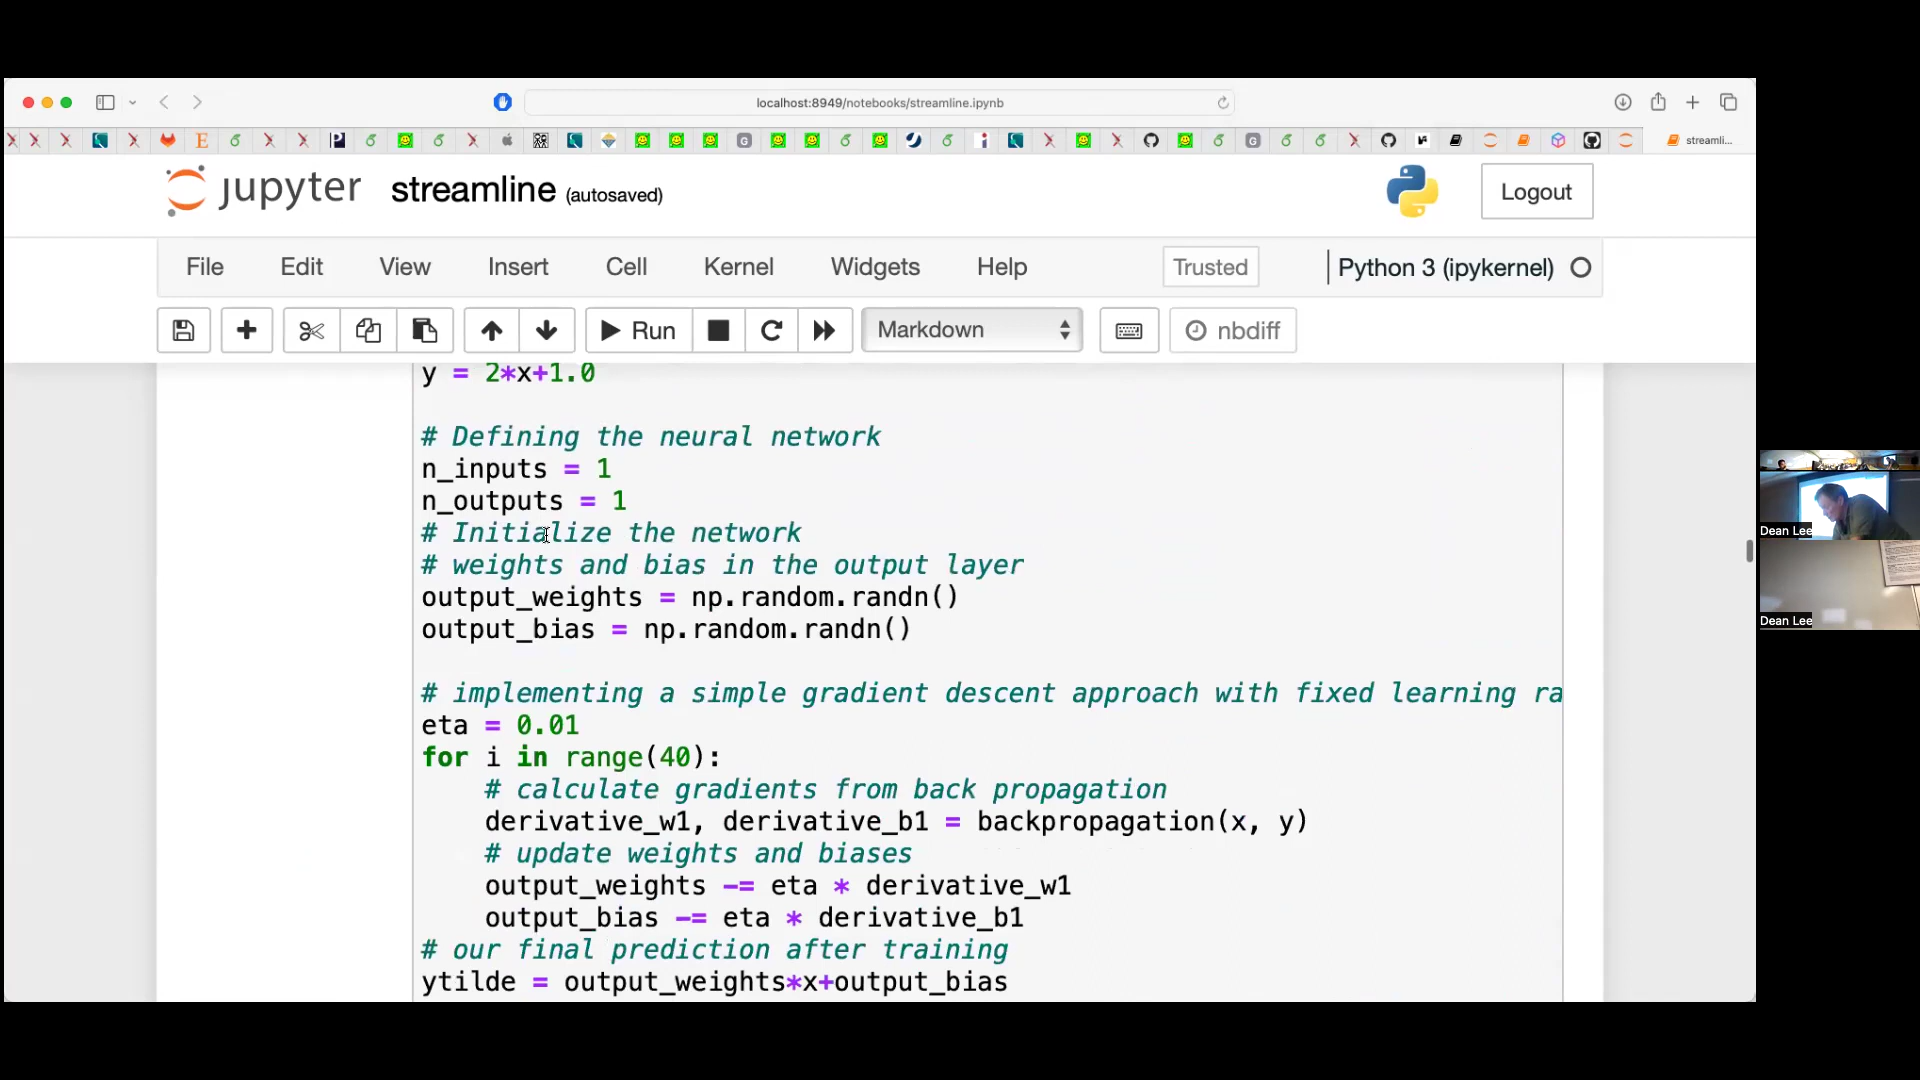 localhost:8949/notebooks/streamline.ipynb
streamli...
jupyter streamline (autosaved)
Logout
File Edit View Insert Cell Kernel Widgets Help Trusted Python 3 (ipykernel)
Run Markdown nbdiff
y = 2*x+1.0
# Defining the neural network
n_inputs = 1
n_outputs = 1
# Initialize the network
# weights and bias in the output layer
output_weights = np.random.randn()
output_bias = np.random.randn()
# implementing a simple gradient descent approach with fixed learning ra
eta = 0.01
for i in range(40):
# calculate gradients from back propagation
derivative_w1, derivative_b1 = backpropagation(x, y)
# update weights and biases
output_weights -= eta * derivative_w1
output_bias -= eta * derivative_b1
# our final prediction after training
ytilde = output_weights*x+output_bias
Dean Lee
Dean Lee